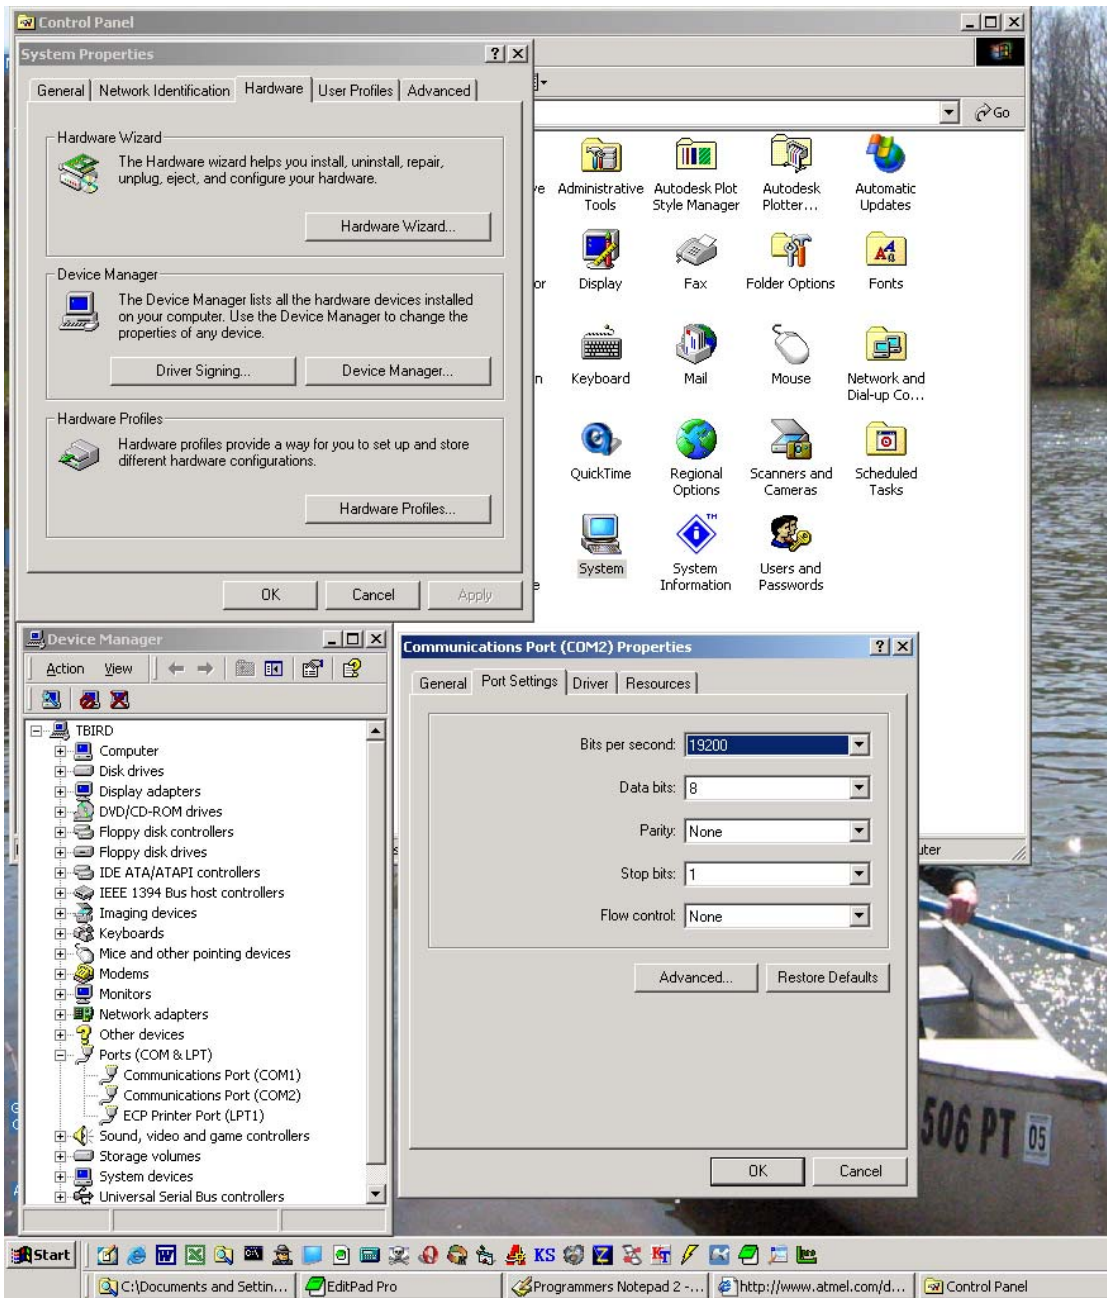 Control Panel
System Properties
General
Network Identification
Hardware
User Profiles
Advanced
Go
Hardware Wizard
The Hardware wizard helps you install, uninstall, repair,
unplug, eject, and configure your hardware.
Hardware Wizard...
Device Manager
The Device Manager lists all the hardware devices installed
on your computer. Use the Device Manager to change the
properties of any device.
Driver Signing...
Device Manager...
Hardware Profiles
Hardware profiles provide a way for you to set up and store
different hardware configurations.
Hardware Profiles...
OK
Cancel
Apply
Administrative
Tools
Autodesk Plot
Style Manager
Autodesk
Plotter...
Automatic
Updates
or
Display
Fax
Folder Options
Fonts
n
Keyboard
Mail
Mouse
Network and
Dial-up Co...
QuickTime
Regional
Options
Scanners and
Cameras
Scheduled
Tasks
System
System
Information
Users and
Passwords
Device Manager
Action
View
TBIRD
Computer
Disk drives
Display adapters
DVD/CD-ROM drives
Floppy disk controllers
Floppy disk drives
IDE ATA/ATAPI controllers
IEEE 1394 Bus host controllers
Imaging devices
Keyboards
Mice and other pointing devices
Modems
Monitors
Network adapters
Other devices
Ports (COM & LPT)
Communications Port (COM1)
Communications Port (COM2)
ECP Printer Port (LPT1)
Sound, video and game controllers
Storage volumes
System devices
Universal Serial Bus controllers
Communications Port (COM2) Properties
General
Port Settings
Driver
Resources
Bits per second: 19200
Data bits: 8
Parity: None
Stop bits: 1
Flow control: None
Advanced...
Restore Defaults
OK
Cancel
uter
506 PT 05
Start
KS
KT
C:\Documents and Settin...
EditPad Pro
Programmers Notepad 2 -...
http://www.atmel.com/d...
Control Panel